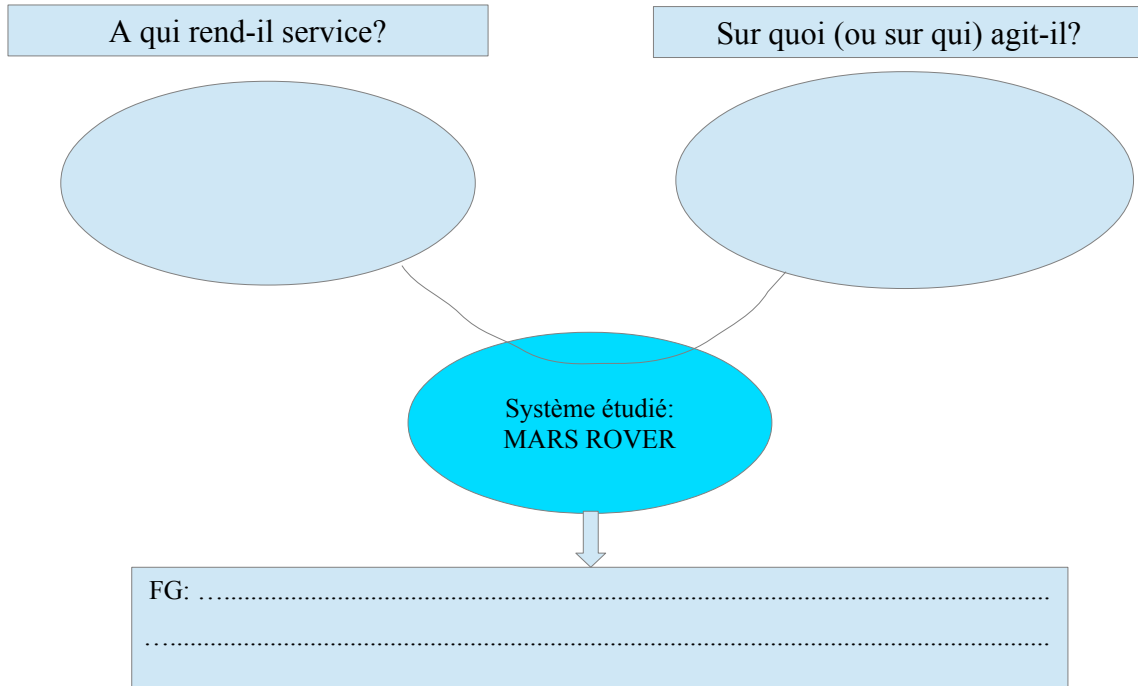 A qui rend-il service?
Sur quoi (ou sur qui) agit-il?
Système étudié:
MARS ROVER
FG: …...............................................................................................................................
…....................................................................................................................................